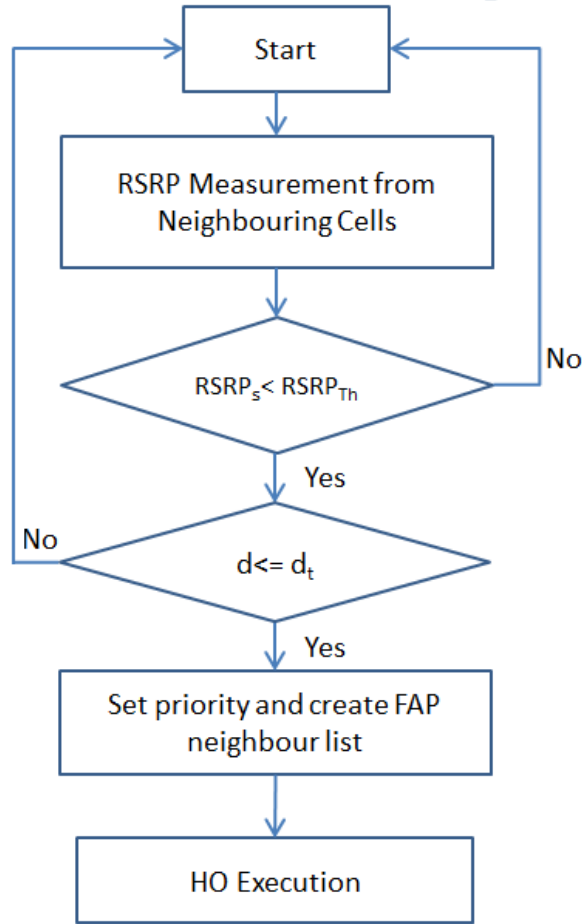 Start
RSRP Measurement from
Neighbouring Cells
RSRPs< RSRPTh
No
Yes
No
d<= dt
Yes
Set priority and create FAP
neighbour list
HO Execution